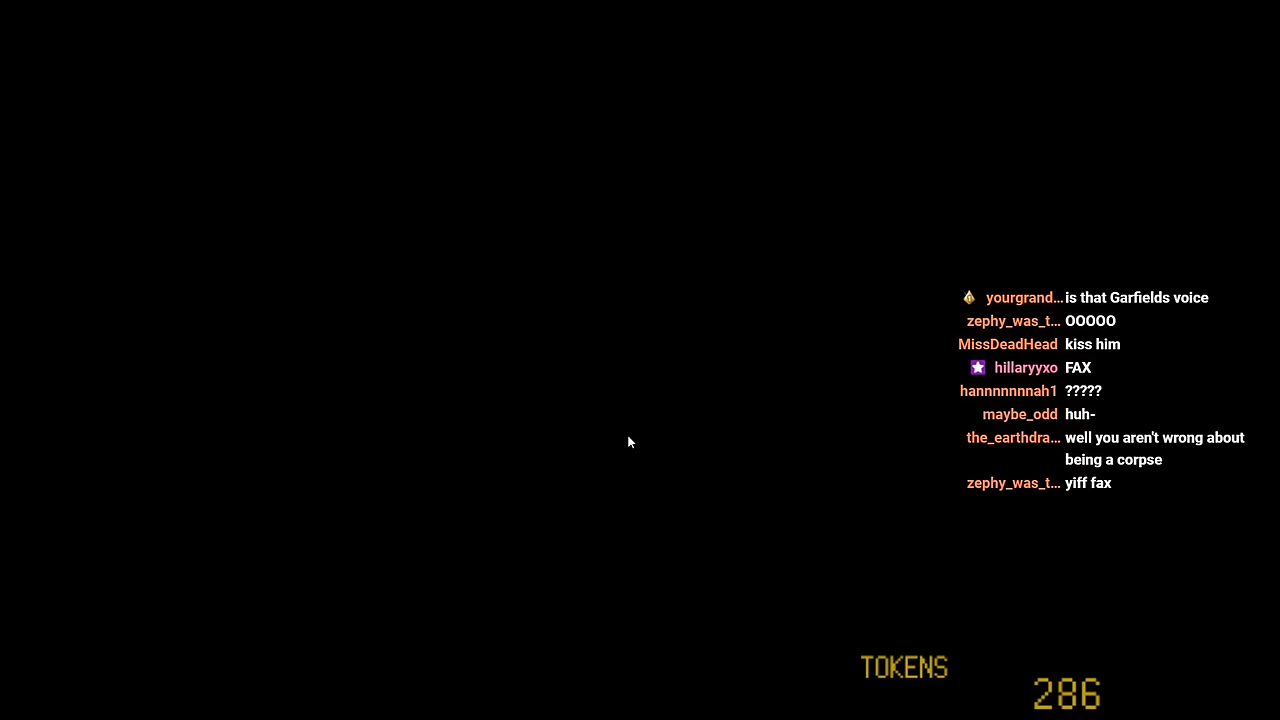 yourgrand... is that Garfields voice
zephy_was_t... OOOOO
MissDeadHead kiss him
hillaryyxo FAX
hannnnnnnah1 ?????
maybe_odd huh-
the_earthdra... well you aren't wrong about
being a corpse
zephy_was_t... yiff fax
TOKENS
286